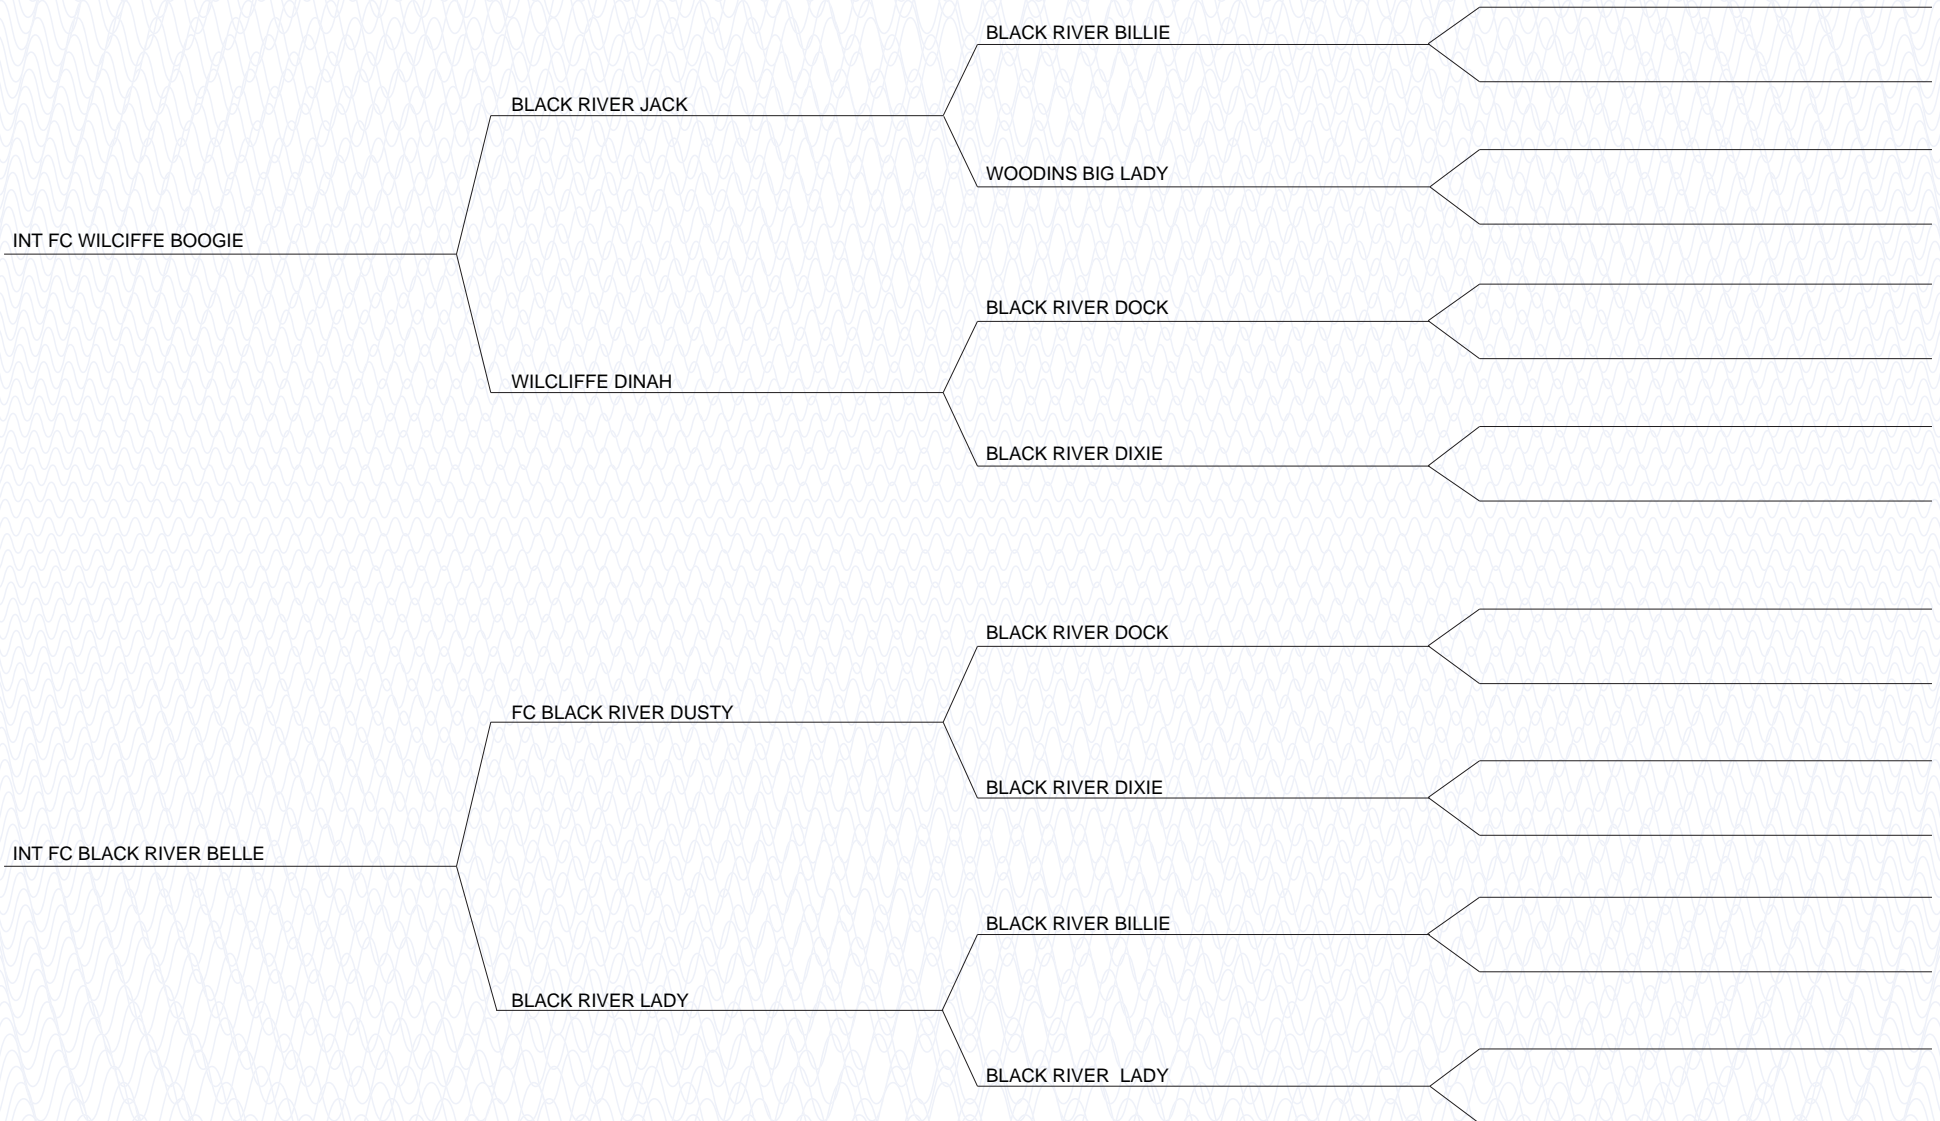 BLACK RIVER BILLIE
BLACK RIVER JACK
WOODINS BIG LADY
INT FC WILCIFFE BOOGIE
BLACK RIVER DOCK
WILCLIFFE DINAH
BLACK RIVER DIXIE
BLACK RIVER DOCK
FC BLACK RIVER DUSTY
BLACK RIVER DIXIE
INT FC BLACK RIVER BELLE
BLACK RIVER BILLIE
BLACK RIVER LADY
BLACK RIVER  LADY